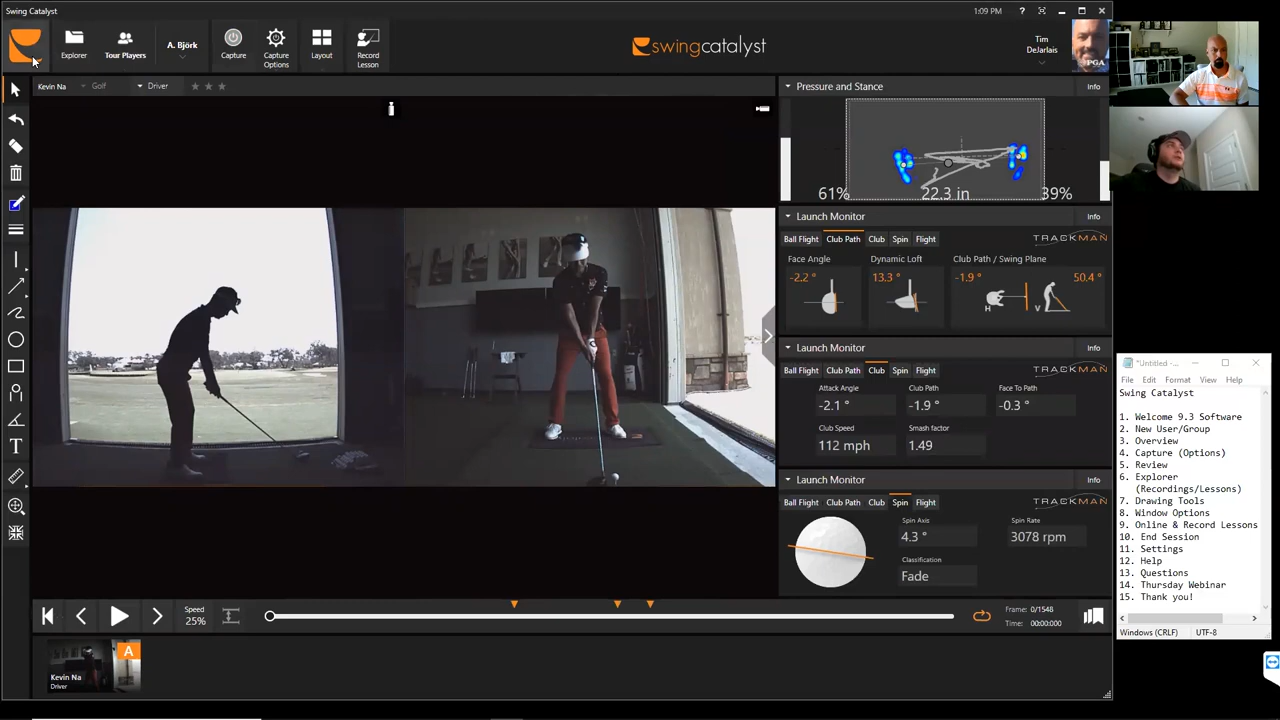 Swing Catalyst
1:09 PM
?
Explorer
Tour Players
A. Björk
Capture
Capture
Options
Layout
Record
Lesson
swingcatalyst
Tim
DeJarlais
PGA
Kevin Na
Golf
Driver
Pressure and Stance
Info
61%
22.3 in
39%
Launch Monitor
Info
Ball Flight
Club Path
Club
Spin
Flight
TRACKMAN
Face Angle
Dynamic Loft
Club Path / Swing Plane
-2.2 °
13.3 °
-1.9 °
50.4 °
H
V
Launch Monitor
Info
Ball Flight
Club Path
Club
Spin
Flight
TRACKMAN
Attack Angle
Club Path
Face To Path
-2.1 °
-1.9 °
-0.3 °
Club Speed
Smash factor
112 mph
1.49
Launch Monitor
Info
Ball Flight
Club Path
Club
Spin
Flight
TRACKMAN
Spin Axis
Spin Rate
4.3 °
3078 rpm
Classification
Fade
T
Speed
25%
Frame: 0/1548
Time: 00:00:000
A
Kevin Na
Driver
*Untitled - ...
File Edit Format View Help
Swing Catalyst
1. Welcome 9.3 Software
2. New User/Group
3. Overview
4. Capture (Options)
5. Review
6. Explorer
(Recordings/Lessons)
7. Drawing Tools
8. Window Options
9. Online & Record Lessons
10. End Session
11. Settings
12. Help
13. Questions
14. Thursday Webinar
15. Thank you!
Windows (CRLF)
UTF-8